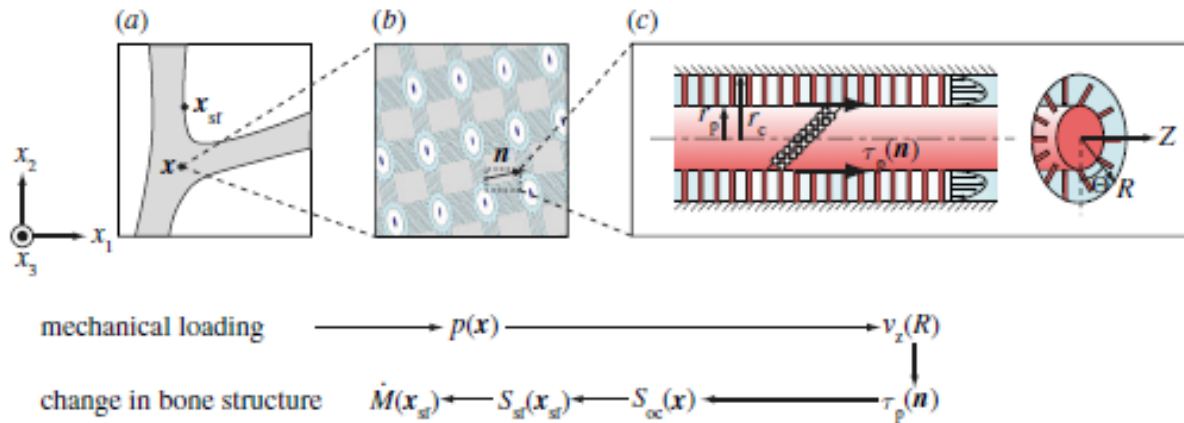 (a) (b) (c)
x_sf
x
n
r_p r_c
τ_p(n)
Z
Θ
R
x_2
x_1
x_3
mechanical loading p(x) v_z(R)
change in bone structure Ṁ(x_sf) S_sf(x_sf) S_oc(x) τ_p(n)